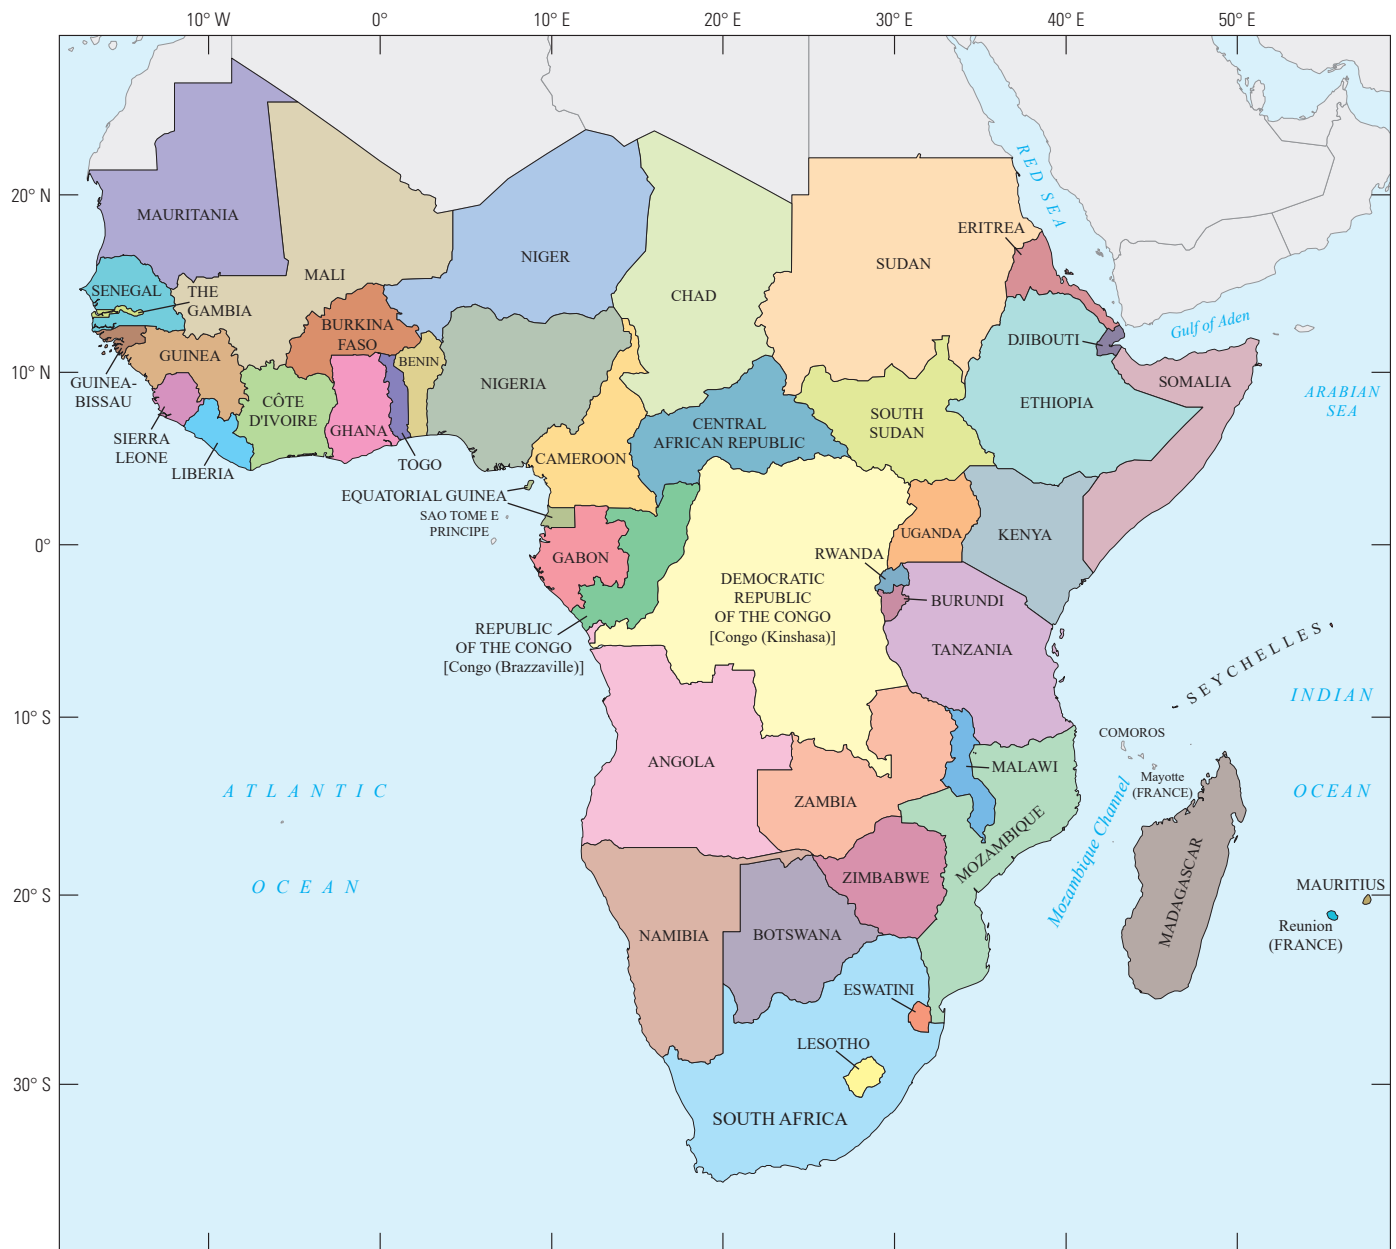 10° W
0°
10° E
20° E
30° E
40° E
50° E
20° N
10° N
0°
10° S
20° S
30° S
RED SEA
MAURITANIA
MALI
NIGER
CHAD
SUDAN
ERITREA
SENEGAL
THE
GAMBIA
BURKINA
FASO
BENIN
NIGERIA
DJIBOUTI
Gulf of Aden
GUINEA
GUINEA-
BISSAU
SIERRA
LEONE
LIBERIA
CÔTE
D'IVOIRE
GHANA
TOGO
CENTRAL
AFRICAN REPUBLIC
SOUTH
SUDAN
ETHIOPIA
SOMALIA
ARABIAN
SEA
CAMEROON
EQUATORIAL GUINEA
SAO TOME E
PRINCIPE
GABON
UGANDA
KENYA
RWANDA
BURUNDI
DEMOCRATIC
REPUBLIC
OF THE CONGO
[Congo (Kinshasa)]
REPUBLIC
OF THE CONGO
[Congo (Brazzaville)]
TANZANIA
SEYCHELLES
INDIAN
OCEAN
ANGOLA
ZAMBIA
MALAWI
COMOROS
Mayotte
(FRANCE)
MOZAMBIQUE
Mozambique Channel
MADAGASCAR
ATLANTIC
OCEAN
ZIMBABWE
NAMIBIA
BOTSWANA
MAURITIUS
Reunion
(FRANCE)
ESWATINI
LESOTHO
SOUTH AFRICA